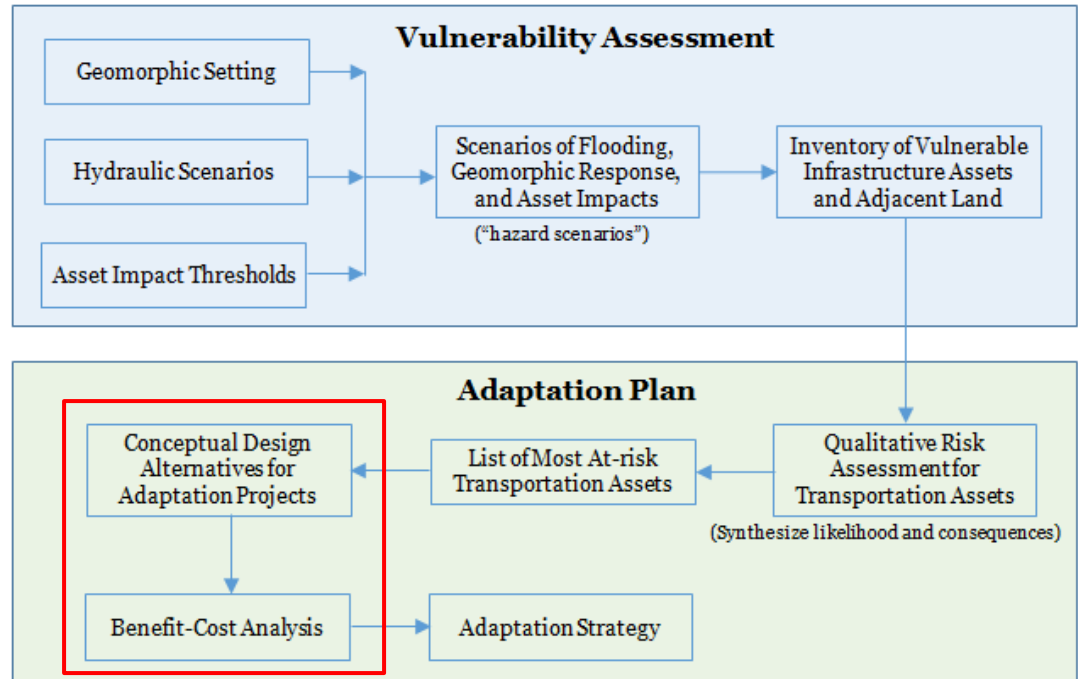 Vulnerability Assessment
Geomorphic Setting
Hydraulic Scenarios
Asset Impact Thresholds
Scenarios of Flooding,
Geomorphic Response,
and Asset Impacts
(“hazard scenarios”)
Inventory of Vulnerable
Infrastructure Assets
and Adjacent Land
Adaptation Plan
Qualitative Risk
Assessment for
Transportation Assets
(Synthesize likelihood and consequences)
List of Most At-risk
Transportation Assets
Conceptual Design
Alternatives for
Adaptation Projects
Benefit-Cost Analysis
Adaptation Strategy